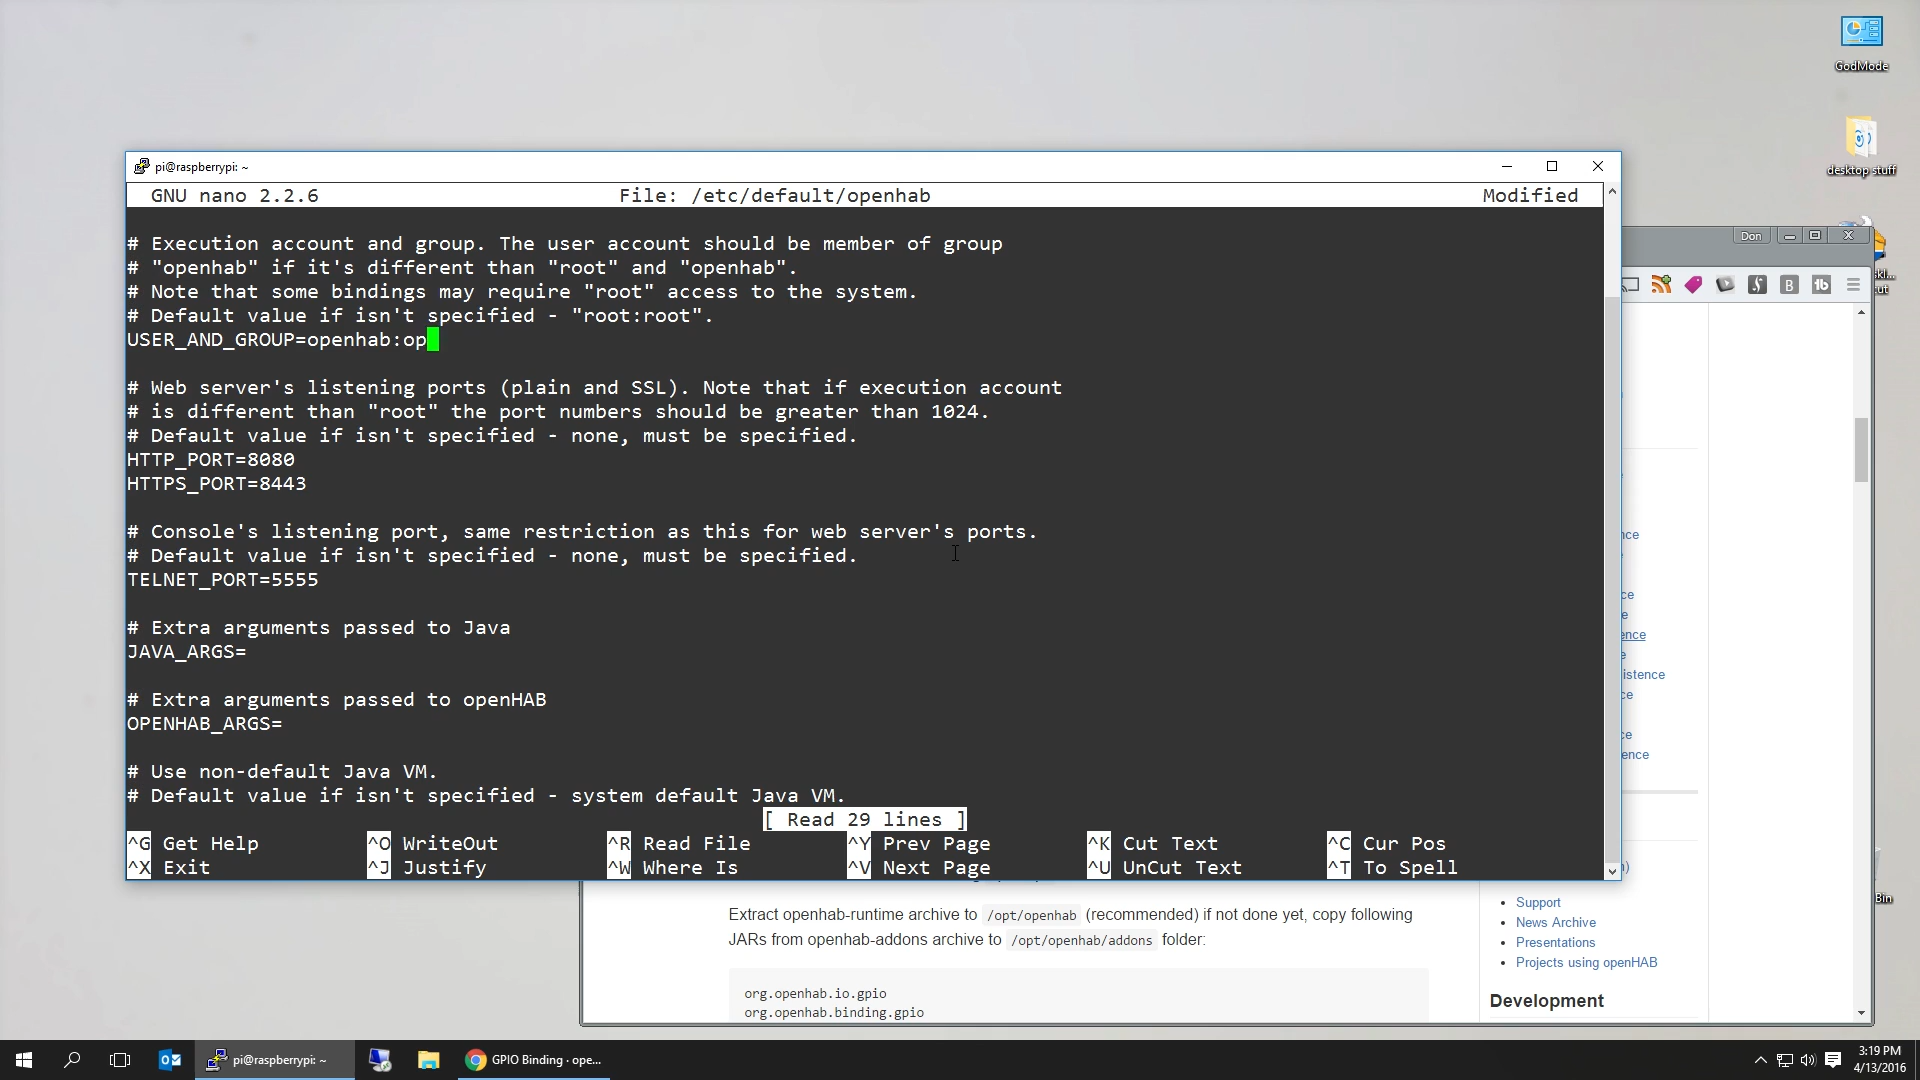 GodMode
desktop stuff
pi@raspberrypi: ~
GNU nano 2.2.6 File: /etc/default/openhab Modified
# Execution account and group. The user account should be member of group
# "openhab" if it's different than "root" and "openhab".
# Note that some bindings may require "root" access to the system.
# Default value if isn't specified - "root:root".
USER_AND_GROUP=openhab:op
# Web server's listening ports (plain and SSL). Note that if execution account
# is different than "root" the port numbers should be greater than 1024.
# Default value if isn't specified - none, must be specified.
HTTP_PORT=8080
HTTPS_PORT=8443
# Console's listening port, same restriction as this for web server's ports.
# Default value if isn't specified - none, must be specified.
TELNET_PORT=5555
# Extra arguments passed to Java
JAVA_ARGS=
# Extra arguments passed to openHAB
OPENHAB_ARGS=
# Use non-default Java VM.
# Default value if isn't specified - system default Java VM.
[ Read 29 lines ]
^G Get Help ^O WriteOut ^R Read File ^Y Prev Page ^K Cut Text ^C Cur Pos
^X Exit ^J Justify ^W Where Is ^V Next Page ^U UnCut Text ^T To Spell
Don
B
tb
nce
ce
e
ence
e
istence
ce
ce
ence
Bin
Extract openhab-runtime archive to /opt/openhab (recommended) if not done yet, copy following
JARs from openhab-addons archive to /opt/openhab/addons folder:
org.openhab.io.gpio
org.openhab.binding.gpio
Support
News Archive
Presentations
Projects using openHAB
Development
pi@raspberrypi: ~
GPIO Binding · ope...
3:19 PM
4/13/2016